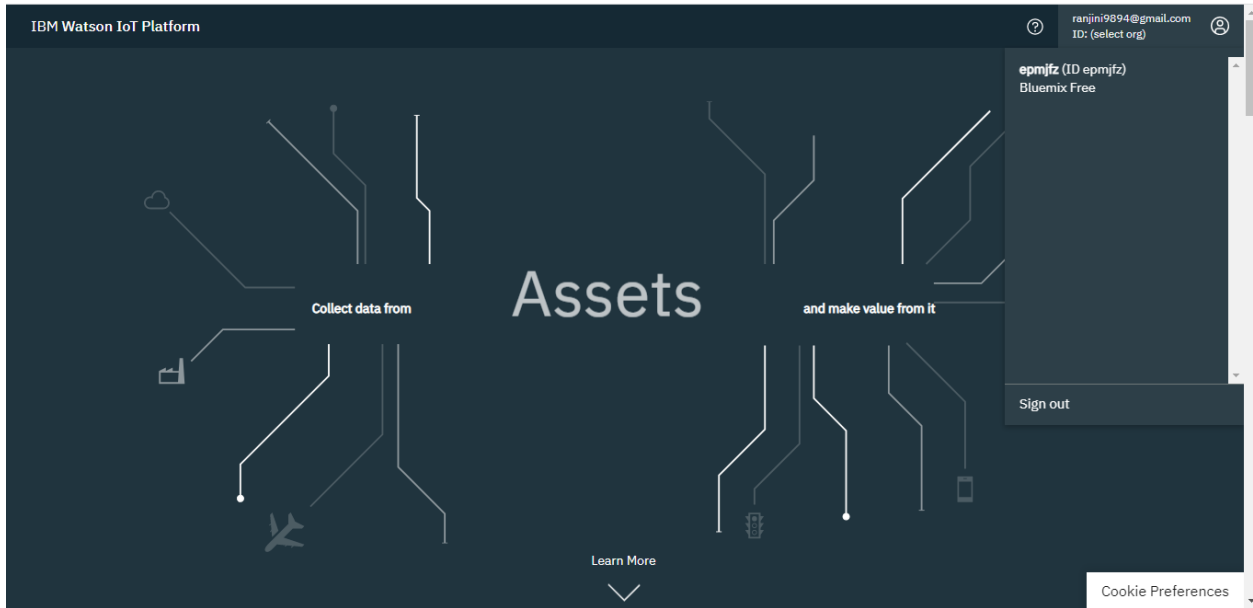 IBM Watson IoT Platform
ranjini9894@gmail.com
ID: (select org)
epmjfz (ID epmjfz)
Bluemix Free
Collect data from
Assets
and make value from it
Sign out
Learn More
Cookie Preferences